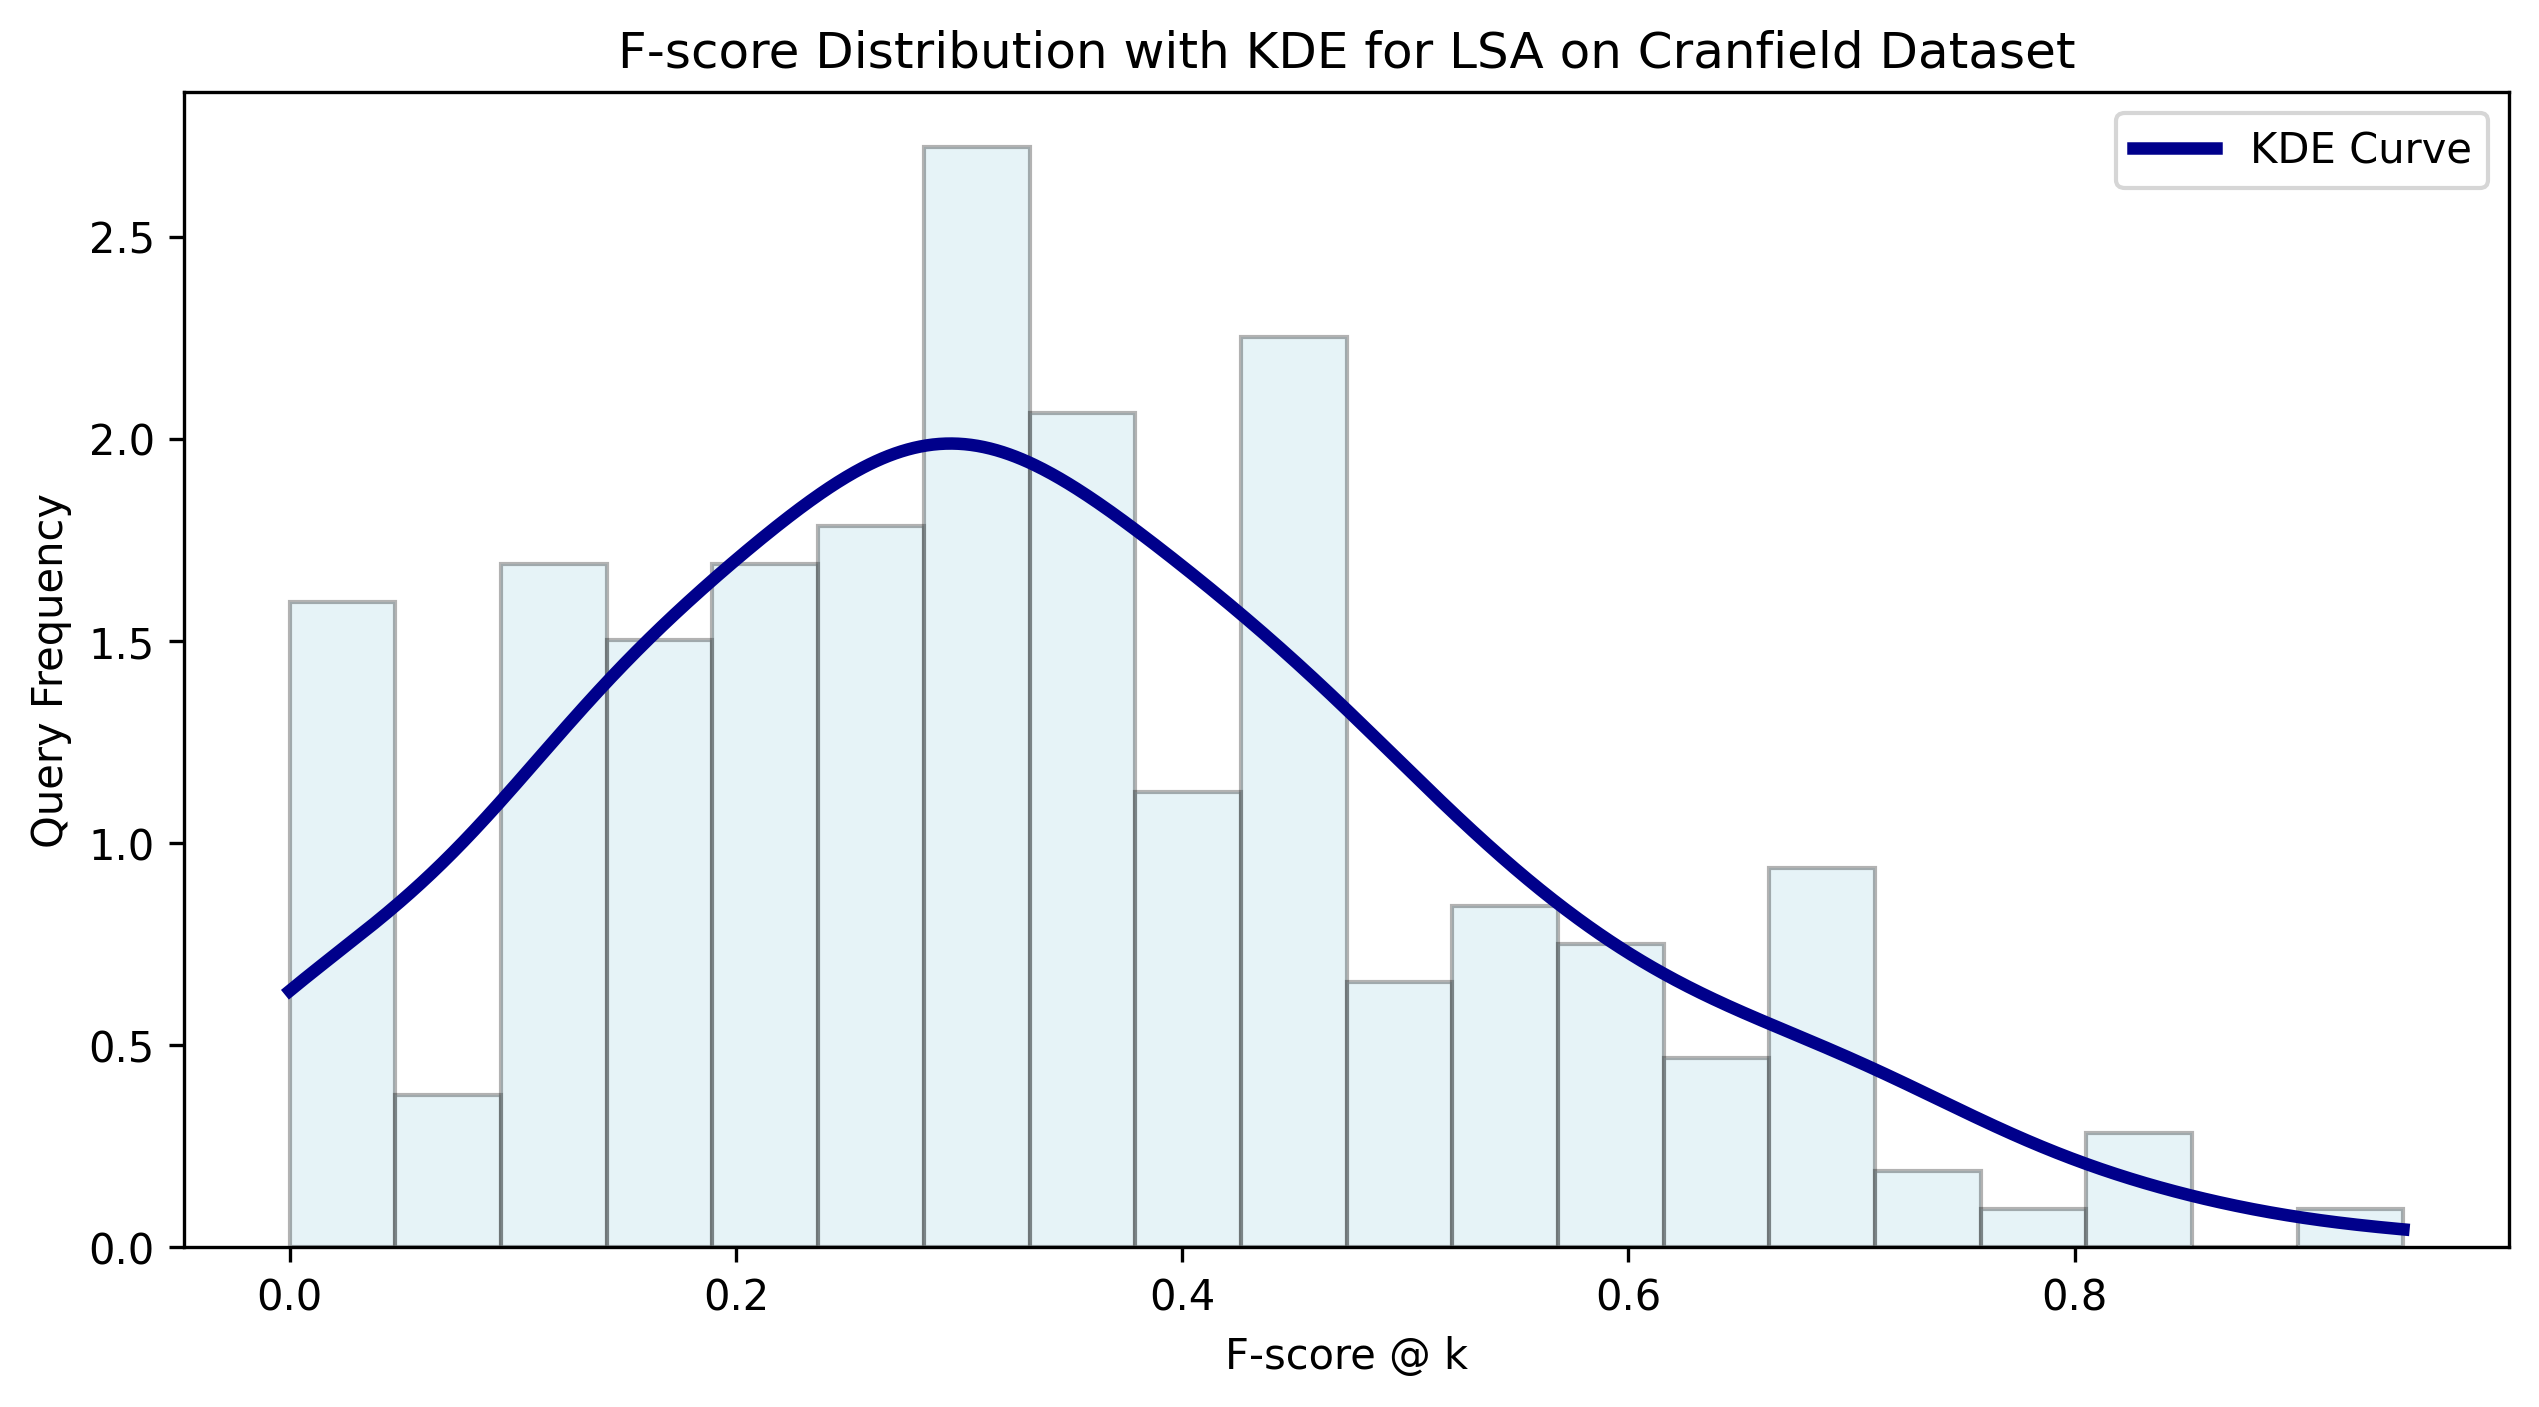 F-score Distribution with KDE for LSA on Cranfield Dataset
KDE Curve
Query Frequency
2.5
2.0
1.5
1.0
0.5
0.0
0.0 0.2 0.4 0.6 0.8
F-score @ k